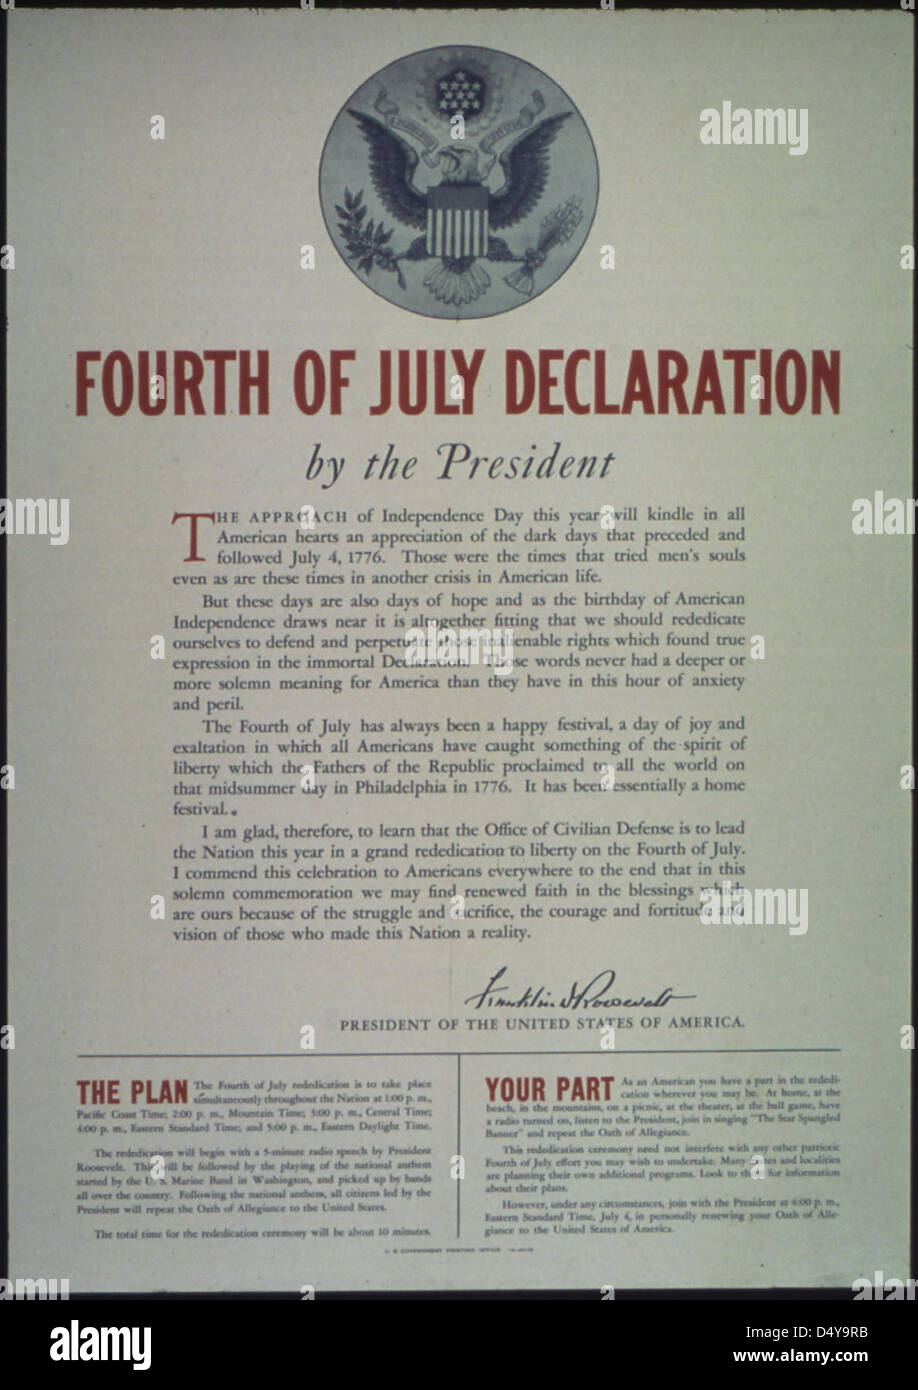 FOURTH OF JULY DECLARATION
by the President
THE APPROACH of Independence Day this year will kindle in all
American hearts an appreciation of the dark days that preceded and
followed July 4, 1776. Those were the times that tried men's souls
even as are these times in another crisis in American life.
But these days are also days of hope and as the birthday of American
Independence draws near it is altogether fitting that we should rededicate
ourselves to defend and perpetuate those inalienable rights which found true
expression in the immortal Declaration. Those words never had a deeper or
more solemn meaning for America than they have in this hour of anxiety
and peril.
The Fourth of July has always been a happy festival, a day of joy and
exaltation in which all Americans have caught something of the spirit of
liberty which the Fathers of the Republic proclaimed to all the world on
that midsummer day in Philadelphia in 1776. It has been essentially a home
festival.
I am glad, therefore, to learn that the Office of Civilian Defense is to lead
the Nation this year in a grand rededication to liberty on the Fourth of July.
I commend this celebration to Americans everywhere to the end that in this
solemn commemoration we may find renewed faith in the blessings which
are ours because of the struggle and sacrifice, the courage and fortitude and
vision of those who made this Nation a reality.
Franklin D Roosevelt
PRESIDENT OF THE UNITED STATES OF AMERICA.
THE PLAN The Fourth of July rededication is to take place
simultaneously throughout the Nation at 1:00 p. m.,
Pacific Coast Time; 2:00 p. m., Mountain Time; 3:00 p. m., Central Time;
4:00 p. m., Eastern Standard Time; and 5:00 p. m., Eastern Daylight Time.
The rededication will begin with a 5-minute radio speech by President
Roosevelt. This will be followed by the playing of the national anthem
started by the U. S. Marine Band in Washington, and picked up by bands
all over the country. Following the national anthem, all citizens led by the
President will repeat the Oath of Allegiance to the United States.
The total time for the rededication ceremony will be about 10 minutes.
YOUR PART As an American you have a part in the rededi-
cation wherever you may be. At home, at the
beach, in the mountains, on a picnic, at the theater, at the ball game, have
a radio turned on, listen to the President, join in singing "The Star Spangled
Banner" and repeat the Oath of Allegiance.
This rededication ceremony need not interfere with any other patriotic
Fourth of July effort you may wish to undertake. Many States and localities
are planning their own additional programs. Look to them for information
about their plans.
However, under any circumstances, join with the President at 4:00 p. m.,
Eastern Standard Time, July 4, in personally renewing your Oath of Alle-
giance to the United States of America.
U. S. GOVERNMENT PRINTING OFFICE
alamy
alamy
alamy
alamy
alamy
alamy
Image ID: D4Y9RB
www.alamy.com